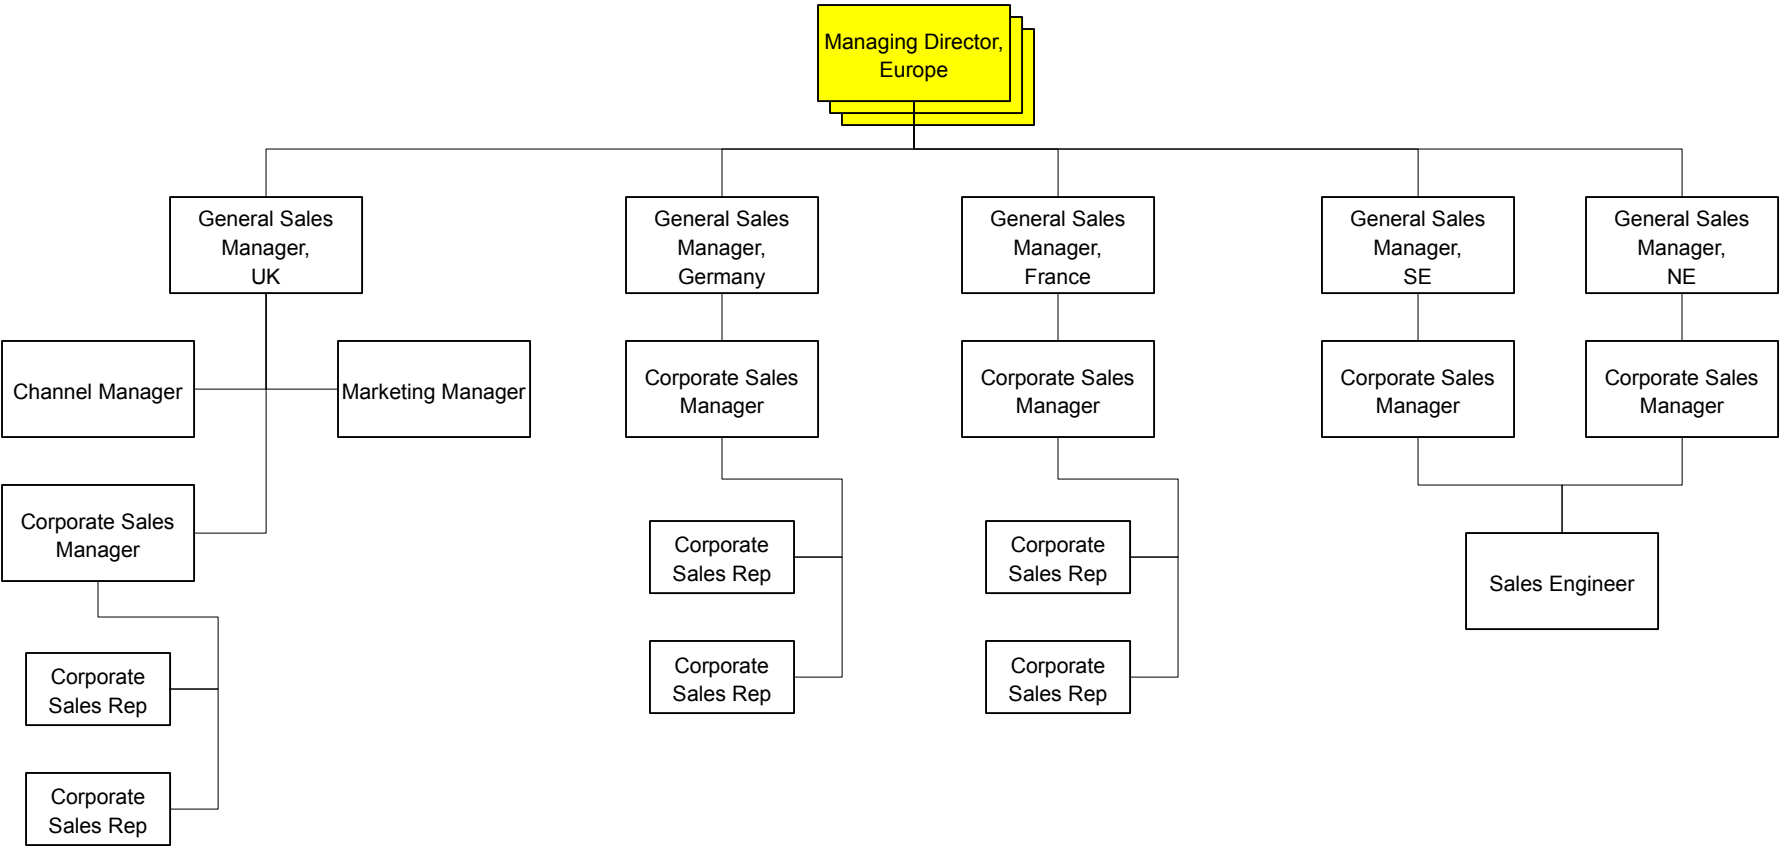 Managing Director,
Europe
General Sales
Manager,
UK
General Sales
Manager,
Germany
General Sales
Manager,
France
General Sales
Manager,
SE
General Sales
Manager,
NE
Channel Manager
Marketing Manager
Corporate Sales
Manager
Corporate Sales
Manager
Corporate Sales
Manager
Corporate Sales
Manager
Corporate Sales
Manager
Corporate
Sales Rep
Corporate
Sales Rep
Sales Engineer
Corporate
Sales Rep
Corporate
Sales Rep
Corporate
Sales Rep
Corporate
Sales Rep